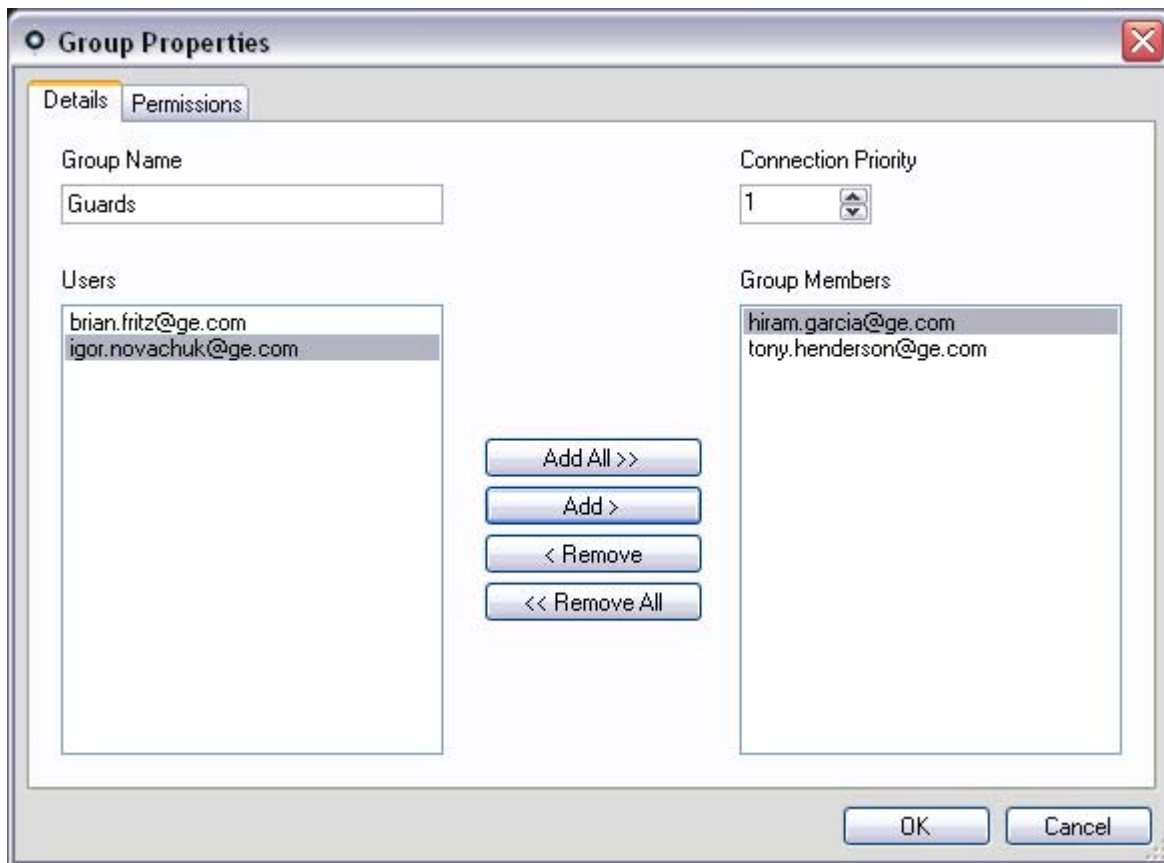 Group Properties
Details
Permissions
Group Name
Connection Priority
Guards
1
Users
Group Members
brian.fritz@ge.com
igor.novachuk@ge.com
hiram.garcia@ge.com
tony.henderson@ge.com
Add All >>
Add >
< Remove
<< Remove All
OK
Cancel